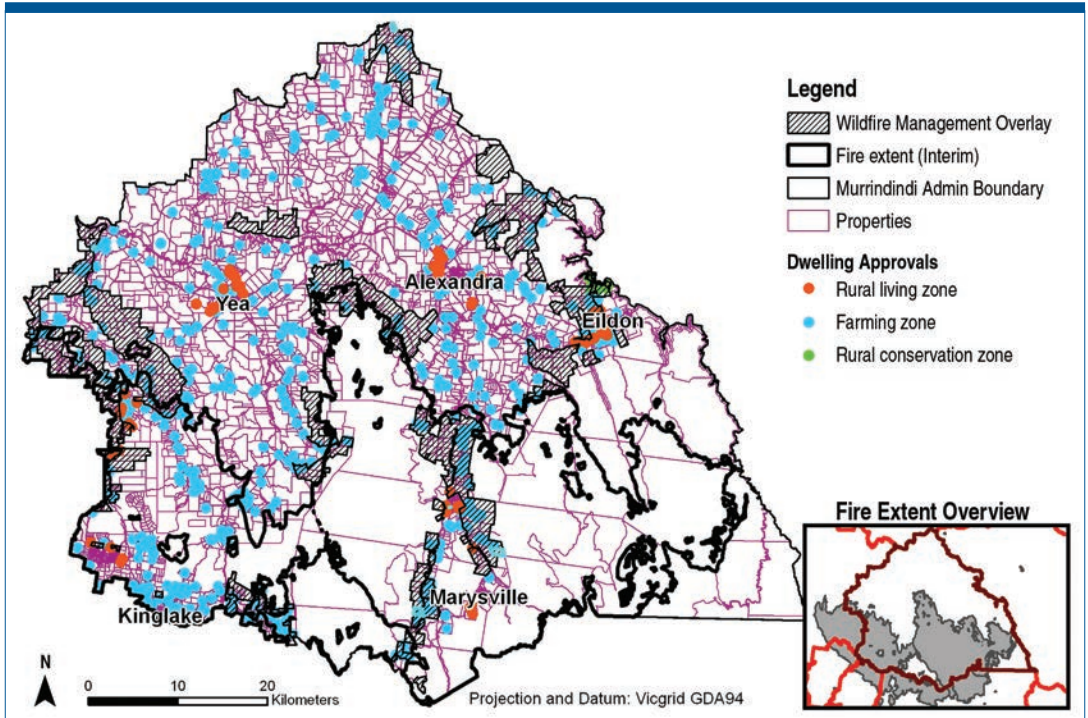 Legend
Wildfire Management Overlay
Fire extent (Interim)
Murrindindi Admin Boundary
Properties
Dwelling Approvals
Rural living zone
Farming zone
Rural conservation zone
Yea
Alexandra
Eildon
Kinglake
Marysville
Fire Extent Overview
N
0 10 20
Kilometers
Projection and Datum: Vicgrid GDA94